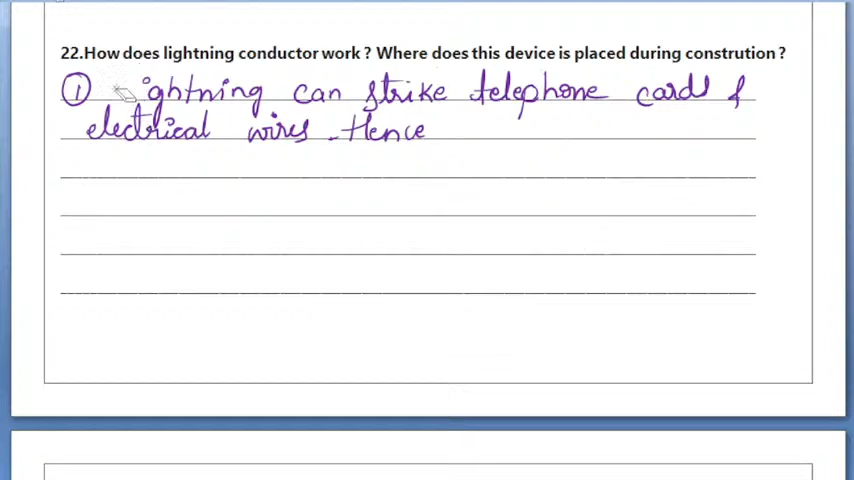 22.How does lightning conductor work ? Where does this device is placed during constrution ?
① ightning can strike telephone cards &
electrical wires. Hence